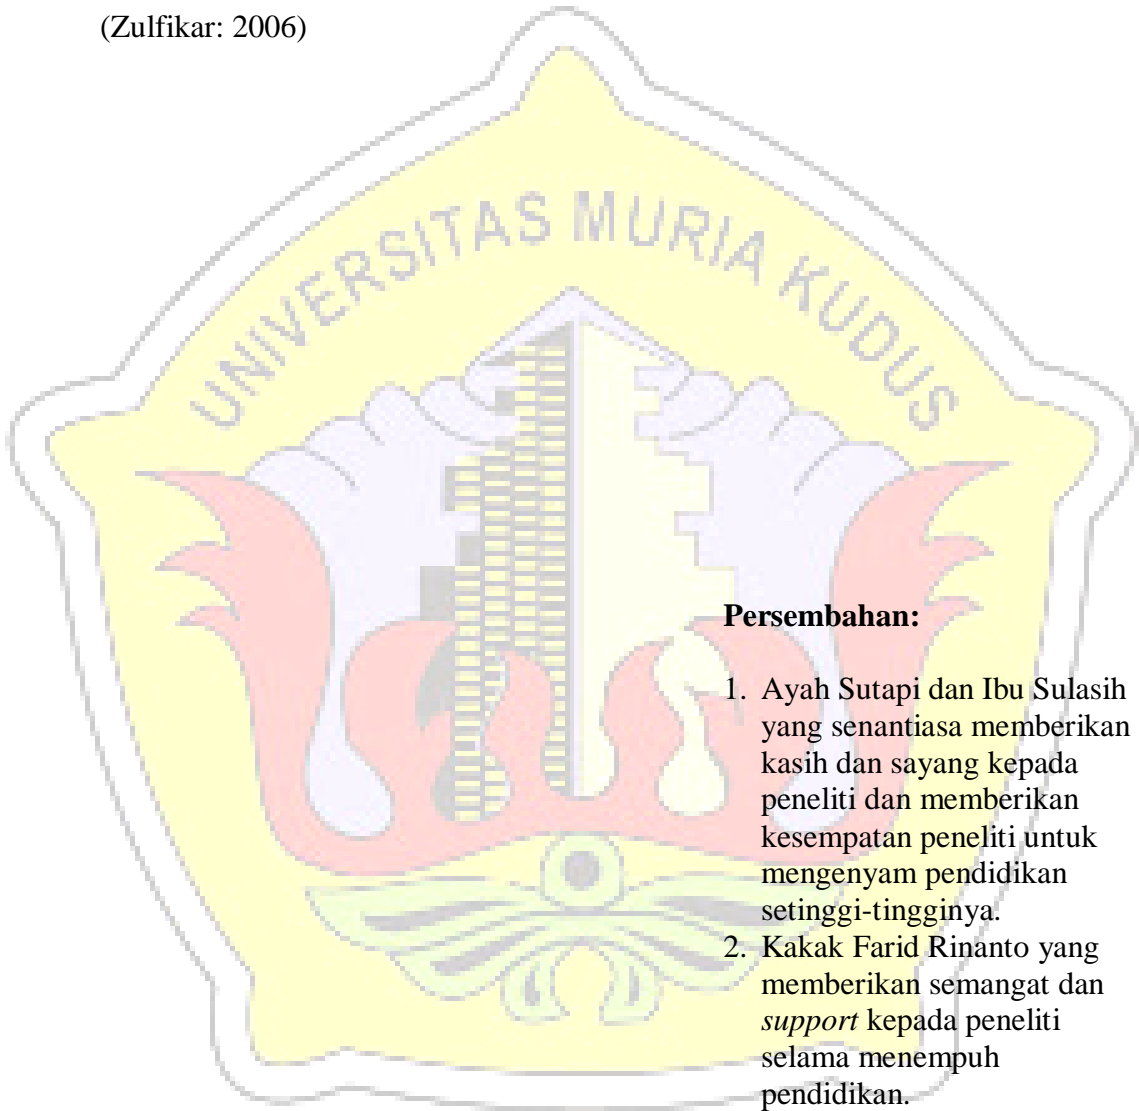 (Zulfikar: 2006)
UNIVERSITAS MURIA KUDUS
Persembahan:
1. Ayah Sutapi dan Ibu Sulasih
yang senantiasa memberikan
kasih dan sayang kepada
peneliti dan memberikan
kesempatan peneliti untuk
mengenyam pendidikan
setinggi-tingginya.
2. Kakak Farid Rinanto yang
memberikan semangat dan
support kepada peneliti
selama menempuh
pendidikan.